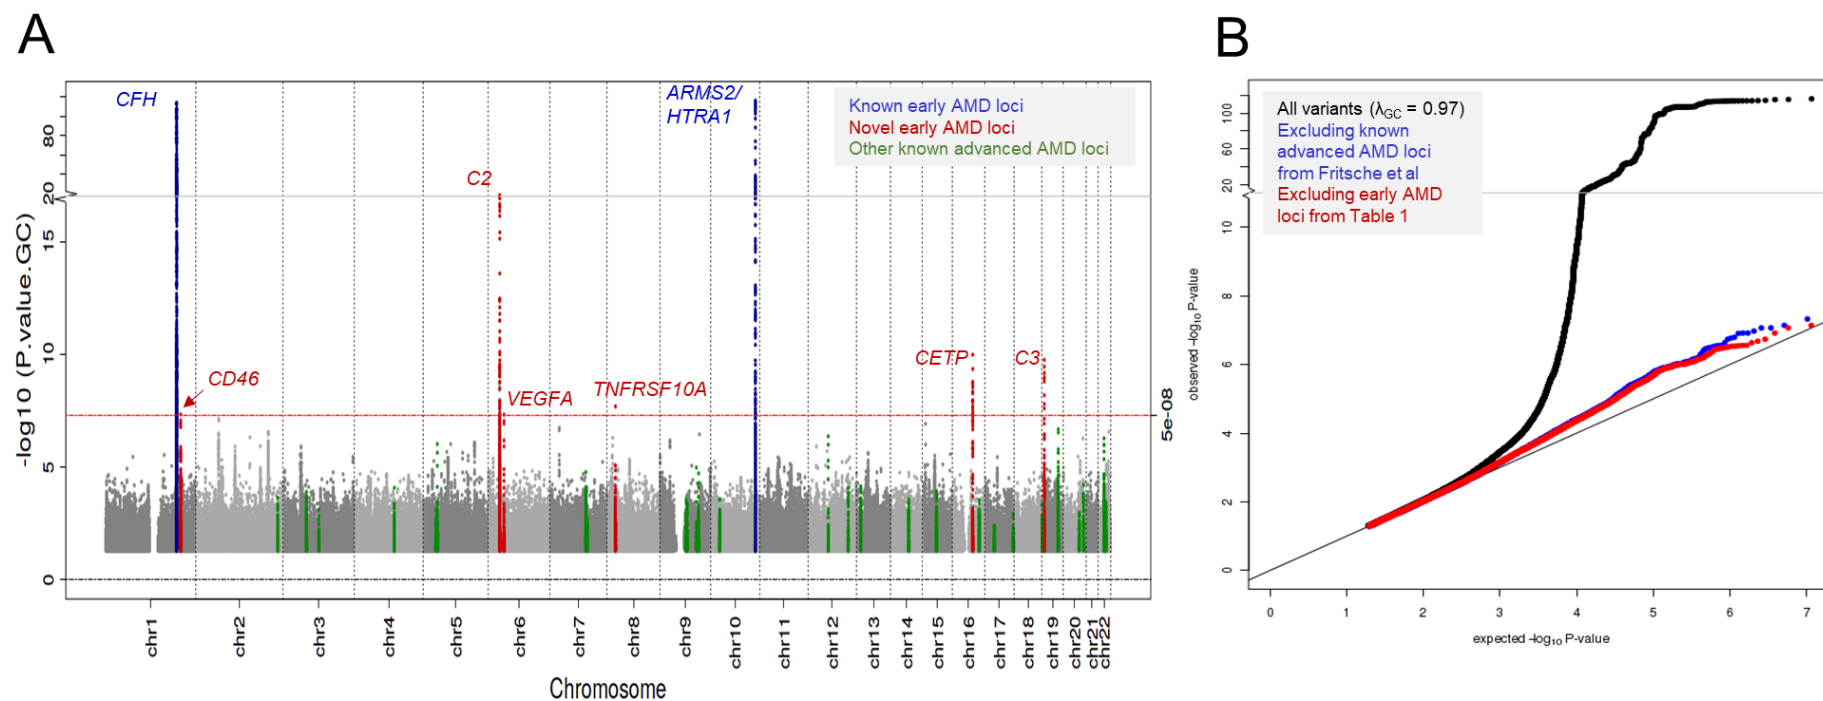 A
B
CFH
ARMS2/
HTRA1
Known early AMD loci
Novel early AMD loci
Other known advanced AMD loci
C2
CD46
VEGFA
TNFRSF10A
CETP
C3
80
20
15
10
5
0
-log10 (P.value.GC)
5e-08
chr1
chr2
chr3
chr4
chr5
chr6
chr7
chr8
chr9
chr10
chr11
chr12
chr13
chr14
chr15
chr16
chr17
chr18
chr19
chr20
chr21
chr22
Chromosome
All variants (λGC = 0.97)
Excluding known
advanced AMD loci
from Fritsche et al
Excluding early AMD
loci from Table 1
100
60
20
10
8
6
4
2
0
observed -log10 P-value
0 1 2 3 4 5 6 7
expected -log10 P-value